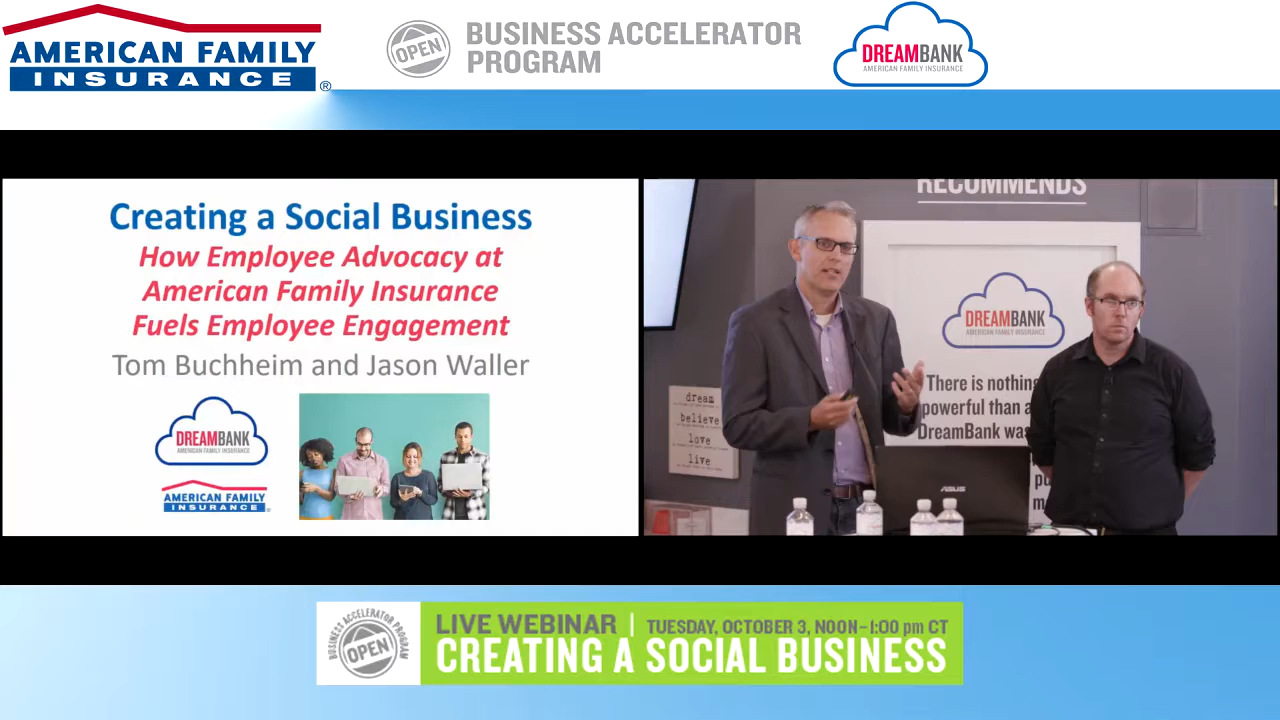 AMERICAN FAMILY
INSURANCE ®
OPEN
BUSINESS ACCELERATOR
PROGRAM
DREAMBANK
AMERICAN FAMILY INSURANCE
Creating a Social Business
How Employee Advocacy at
American Family Insurance
Fuels Employee Engagement
Tom Buchheim and Jason Waller
DREAMBANK
AMERICAN FAMILY INSURANCE
AMERICAN FAMILY
INSURANCE
RECOMMENDS
DREAMBANK
AMERICAN FAMILY INSURANCE
There is nothin
powerful than a
DreamBank was
pu
m
dream
believe
love
live
ASUS
BUSINESS ACCELERATOR PROGRAM
OPEN
LIVE WEBINAR | TUESDAY, OCTOBER 3, NOON–1:00 pm CT
CREATING A SOCIAL BUSINESS